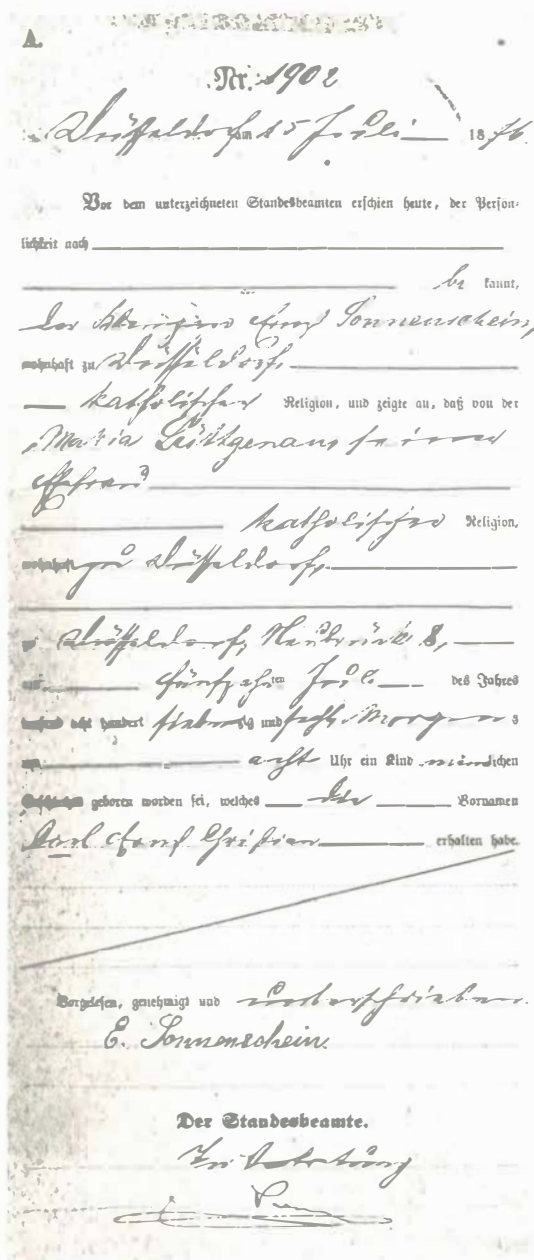 A.
Nr. 1902
Düsseldorf am 15 Juli 1876.
Vor dem unterzeichneten Standesbeamten erschien heute, der Persön-
lichkeit nach
be kannt,
der Ernst Sonnenschein,
wohnhaft zu Düsseldorf,
katholischer Religion, und zeigte an, daß von der
Maria Lüttgenau, seiner
Ehefrau
katholischer Religion,
wohnhaft zu Düsseldorf,
zu Düsseldorf, Neubrück 8,
am fünfzehnten Juli des Jahres
tausend acht hundert siebenzig und sechs Morgens
um acht Uhr ein Kind männlichen
Geschlechts geboren worden sei, welches die Vornamen
Carl Ernst Christian erhalten habe.
Vorgelesen, genehmigt und unterschrieben.
E. Sonnenschein.
Der Standesbeamte.
In Vertretung